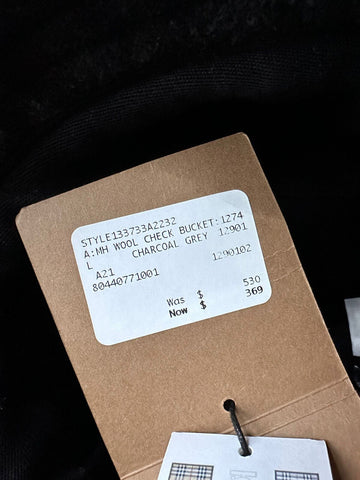 STYLE133733A2232
A:MH WOOL CHECK BUCKET:1274
L CHARCOAL GREY 12901
A21 1290102
80440771001
Was $ 530
Now $ 369